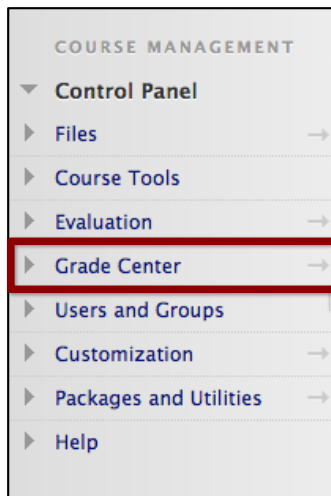 COURSE MANAGEMENT
Control Panel
Files
Course Tools
Evaluation
Grade Center
Users and Groups
Customization
Packages and Utilities
Help